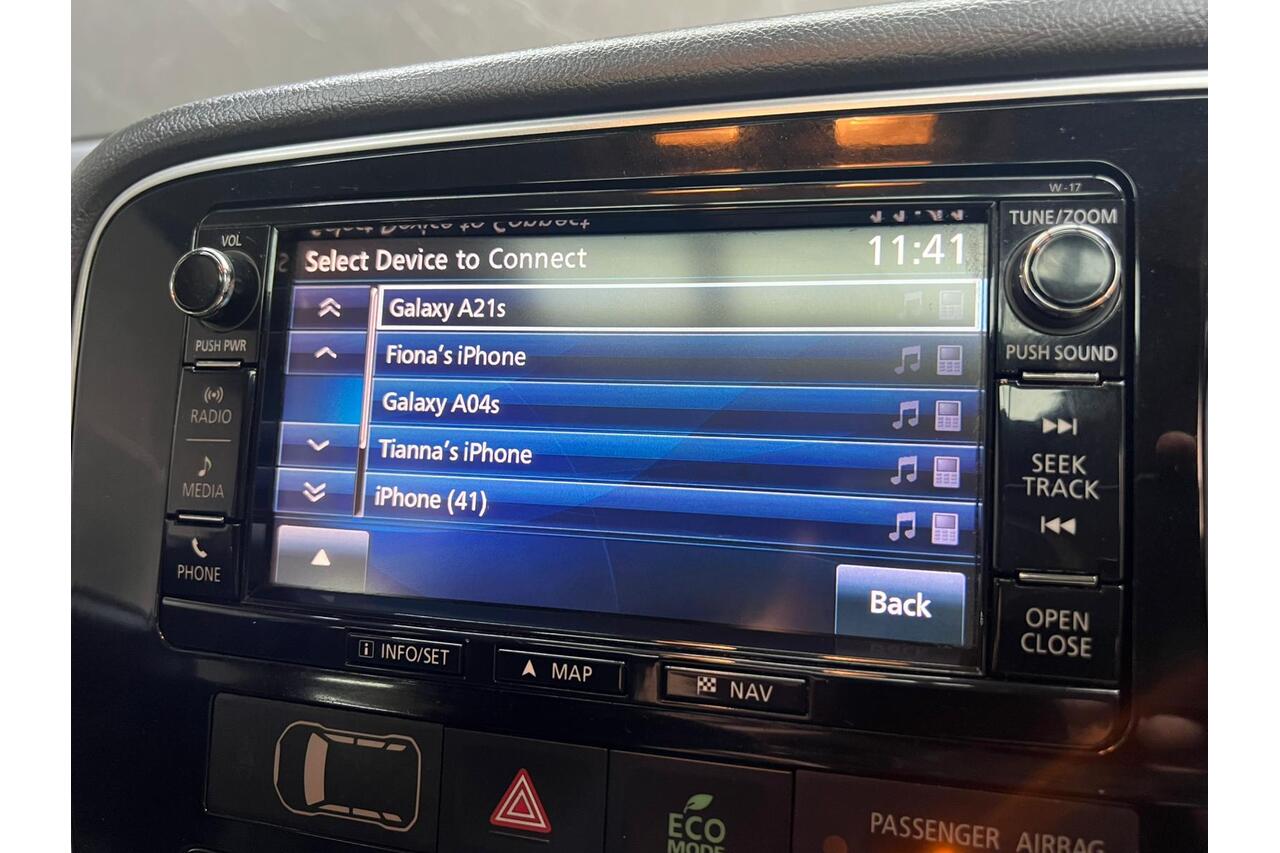 W-17
VOL
PUSH PWR
RADIO
MEDIA
PHONE
Select Device to Connect
11:41
Galaxy A21s
Fiona's iPhone
Galaxy A04s
Tianna's iPhone
iPhone (41)
Back
TUNE/ZOOM
PUSH SOUND
SEEK
TRACK
OPEN
CLOSE
i INFO/SET
MAP
NAV
ECO
MODE
PASSENGER AIRBAG